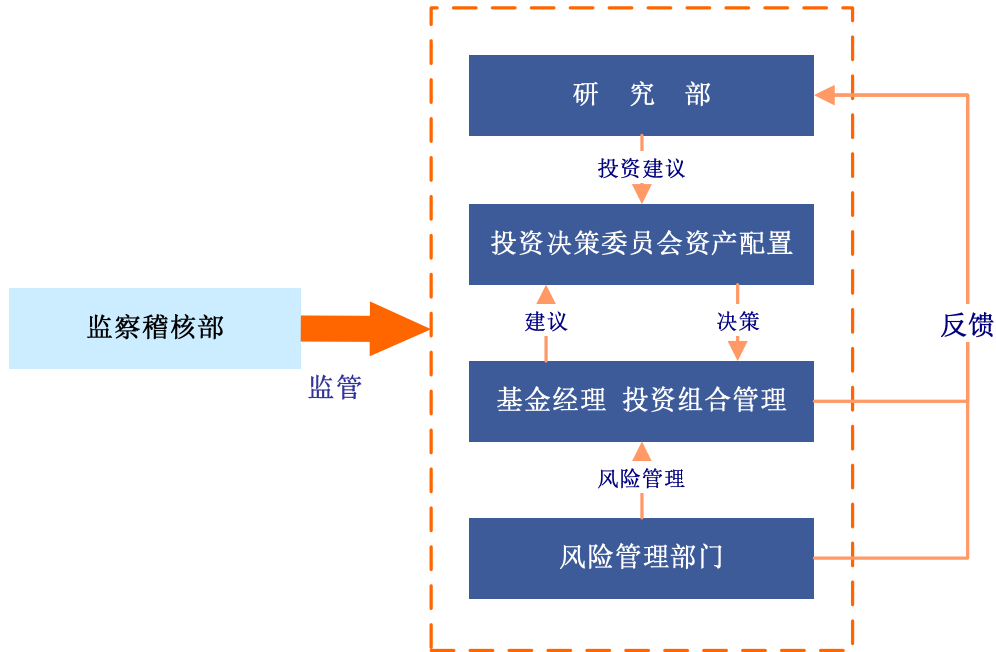 研 究 部
投资建议
投资决策委员会资产配置
建议
决策
监察稽核部
监管
反馈
基金经理 投资组合管理
风险管理
风险管理部门